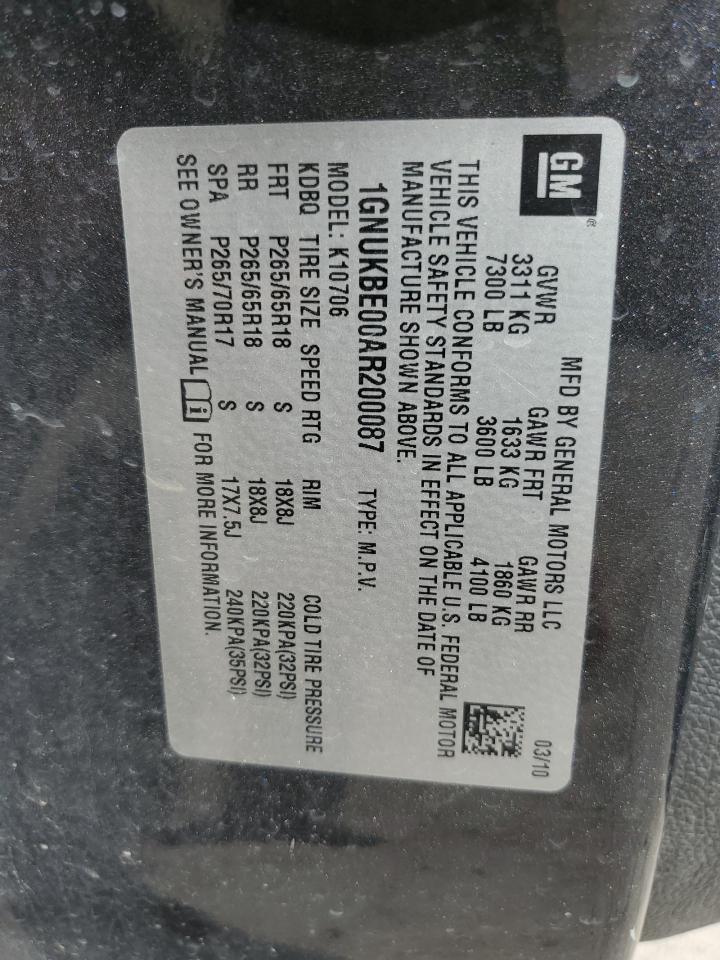 GM®
MFD BY GENERAL MOTORS LLC 03/10
GVWR GAWR FRT GAWR RR
3311 KG 1633 KG 1860 KG
7300 LB 3600 LB 4100 LB
THIS VEHICLE CONFORMS TO ALL APPLICABLE U.S. FEDERAL MOTOR
VEHICLE SAFETY STANDARDS IN EFFECT ON THE DATE OF
MANUFACTURE SHOWN ABOVE.
1GNUKBE00AR200087 TYPE: M.P.V.
MODEL: K10706
KDBQ TIRE SIZE SPEED RTG RIM COLD TIRE PRESSURE
FRT P265/65R18 S 18X8J 220KPA(32PSI)
RR P265/65R18 S 18X8J 220KPA(32PSI)
SPA P265/70R17 S 17X7.5J 240KPA(35PSI)
SEE OWNER'S MANUAL i FOR MORE INFORMATION.